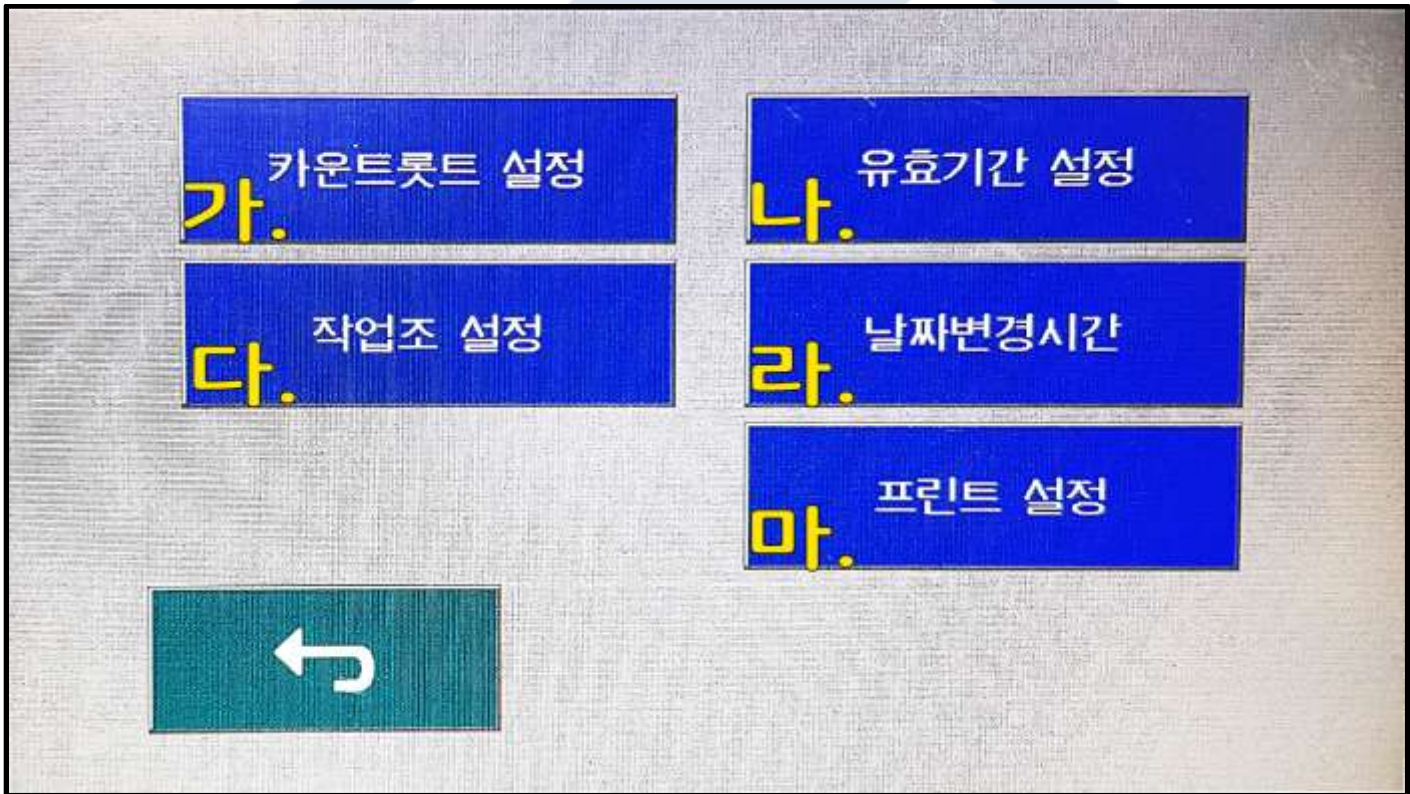 카운트롯트 설정
가.
유효기간 설정
나.
작업조 설정
다.
날짜변경시간
라.
프린트 설정
마.